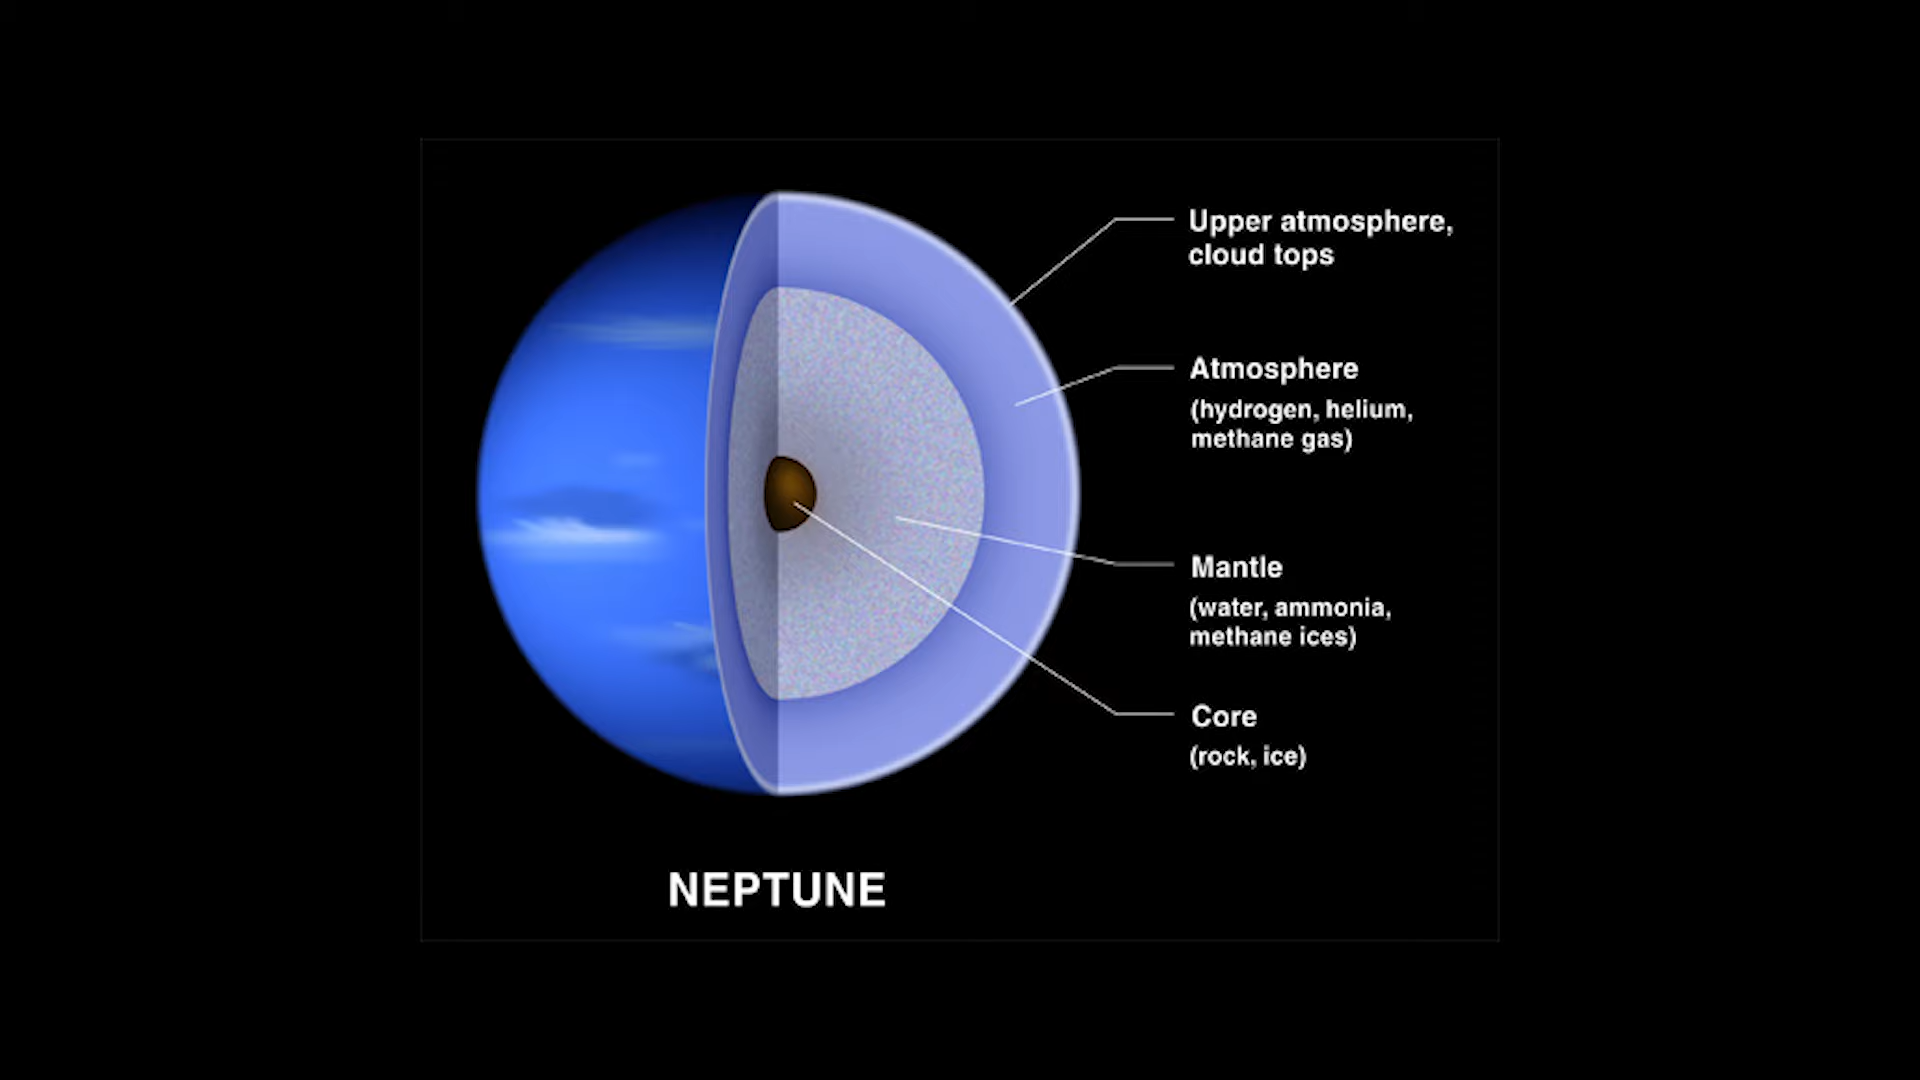 Upper atmosphere,
cloud tops
Atmosphere
(hydrogen, helium,
methane gas)
Mantle
(water, ammonia,
methane ices)
Core
(rock, ice)
NEPTUNE